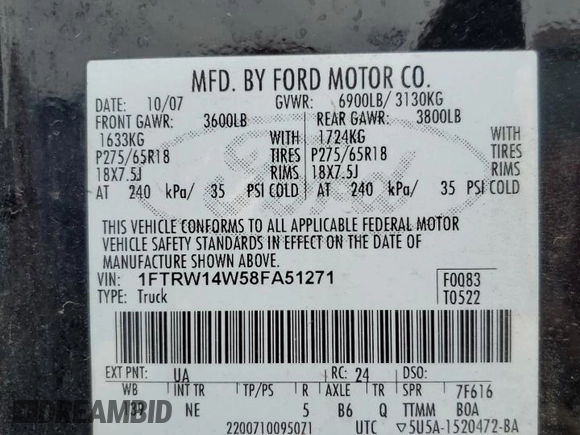 MFD. BY FORD MOTOR CO.
DATE: 10/07 GVWR: 6900LB/ 3130KG
FRONT GAWR: 3600LB REAR GAWR: 3800LB
1633KG WITH 1724KG WITH
P275/65R18 TIRES P275/65R18 TIRES
18X7.5J RIMS 18X7.5J RIMS
AT 240 kPa/ 35 PSI COLD AT 240 kPa/ 35 PSI COLD
THIS VEHICLE CONFORMS TO ALL APPLICABLE FEDERAL MOTOR
VEHICLE SAFETY STANDARDS IN EFFECT ON THE DATE OF
MANUFACTURE SHOWN ABOVE.
VIN: 1FTRW14W58FA51271 F0Q83
TYPE: Truck T0522
EXT PNT: UA RC: 24 DSO:
WB INT TR TP/PS R AXLE TR SPR 7F616
139 NE 5 B6 Q TTMM BOA
2200710095071 UTC 5U5A-1520472-BA
DREAMBID
Ford